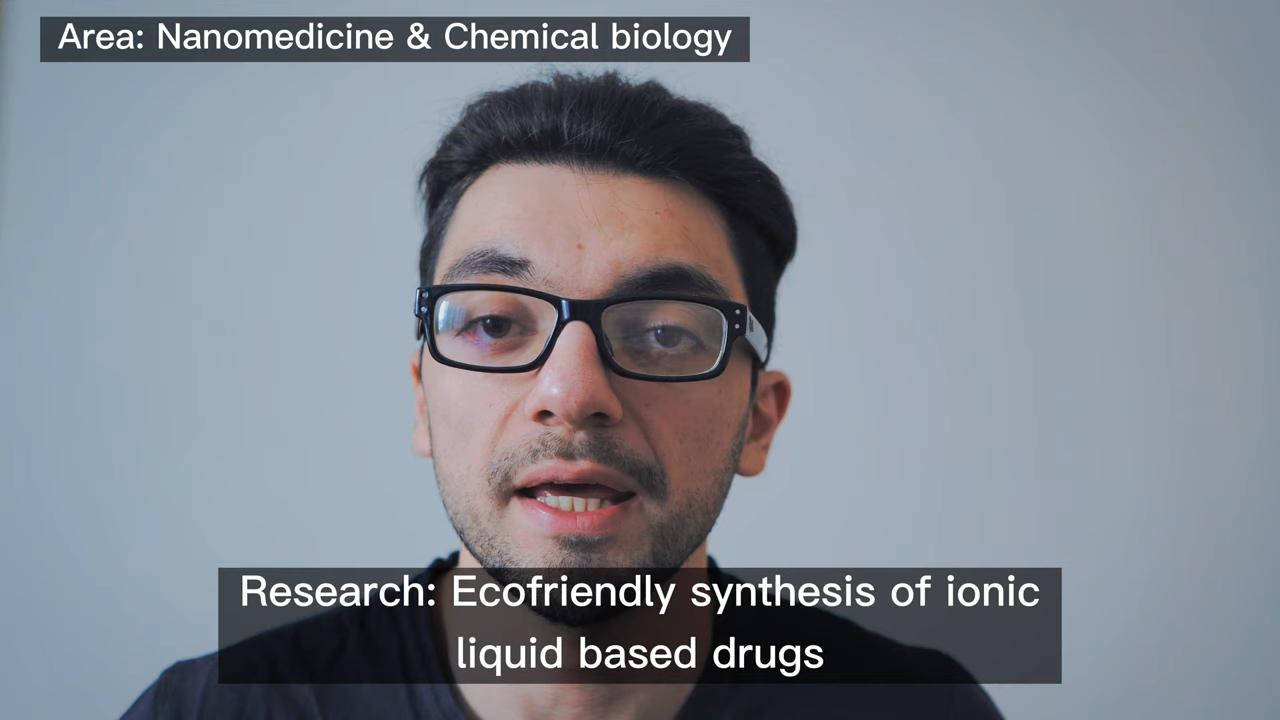 Area: Nanomedicine & Chemical biology
Research: Ecofriendly synthesis of ionic
liquid based drugs